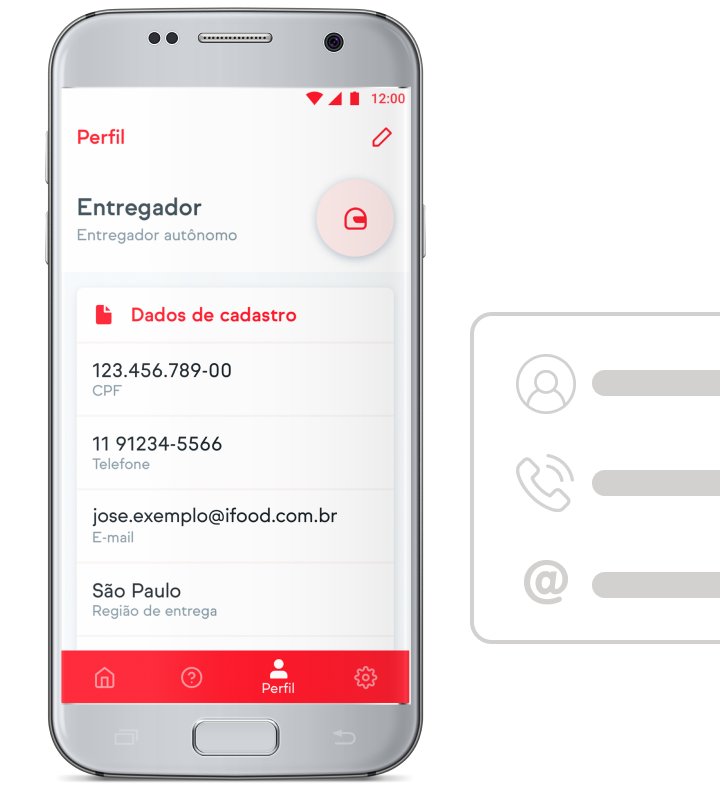 12:00
Perfil
Entregador
Entregador autônomo
Dados de cadastro
123.456.789-00
CPF
11 91234-5566
Telefone
jose.exemplo@ifood.com.br
E-mail
São Paulo
Região de entrega
Perfil